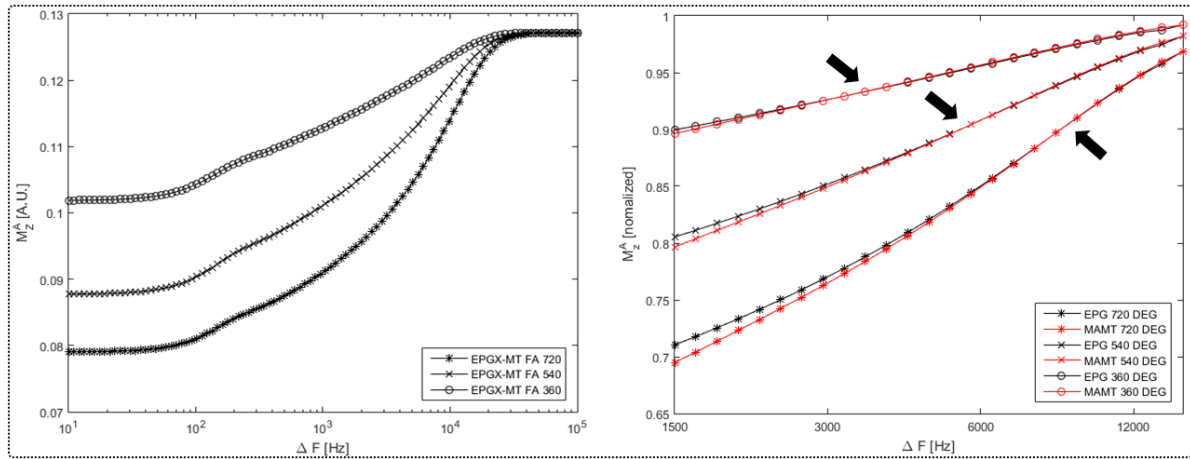 0.13
0.12
0.11
0.1
0.09
0.08
0.07
M_z^A [A.U.]
10^1
10^2
10^3
10^4
10^5
Δ F [Hz]
EPGX-MT FA 720
EPGX-MT FA 540
EPGX-MT FA 360
1
0.95
0.90
0.85
0.8
0.75
0.7
0.65
M_z^A [nomalized]
1500
3000
6000
12000
Δ F [Hz]
EPG 720 DEG
MAMT 720 DEG
EPG 540 DEG
MAMT 540 DEG
EPG 360 DEG
MAMT 360 DEG